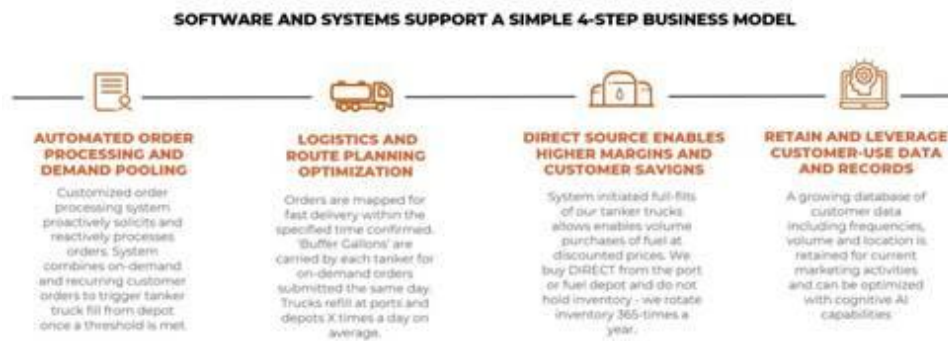 SOFTWARE AND SYSTEMS SUPPORT A SIMPLE 4-STEP BUSINESS MODEL
AUTOMATED ORDER
PROCESSING AND
DEMAND POOLING
Customized order
processing system
proactively solicits and
reactively processes
orders. System
combines on-demand
and recurring customer
orders to trigger tanker
truck fill from depot
once a threshold is met
LOGISTICS AND
ROUTE PLANNING
OPTIMIZATION
Orders are mapped for
fast delivery within the
specified time confirmed.
'Buffer Gallons' are
carried by each tanker for
on-demand orders
submitted the same day.
Trucks refill at ports and
depots X times a day on
average.
DIRECT SOURCE ENABLES
HIGHER MARGINS AND
CUSTOMER SAVIGNS
System initiated full-fills
of our tanker trucks
allows enables volume
purchases of fuel at
discounted prices. We
buy DIRECT from the port
or fuel depot and do not
hold inventory - we rotate
inventory 365-times a
year.
RETAIN AND LEVERAGE
CUSTOMER-USE DATA
AND RECORDS
A growing database of
customer data
including frequencies,
volume and location is
retained for current
marketing activities
and can be optimized
with cognitive AI
capabilities